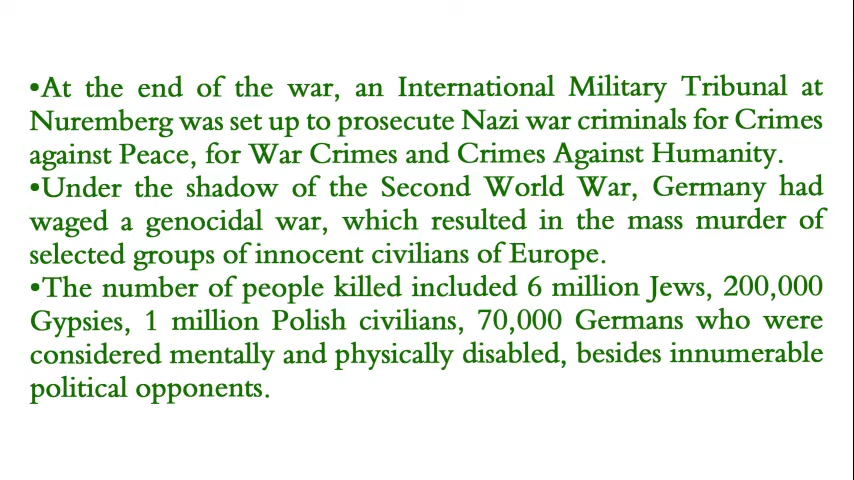 •At the end of the war, an International Military Tribunal at
Nuremberg was set up to prosecute Nazi war criminals for Crimes
against Peace, for War Crimes and Crimes Against Humanity.
•Under the shadow of the Second World War, Germany had
waged a genocidal war, which resulted in the mass murder of
selected groups of innocent civilians of Europe.
•The number of people killed included 6 million Jews, 200,000
Gypsies, 1 million Polish civilians, 70,000 Germans who were
considered mentally and physically disabled, besides innumerable
political opponents.